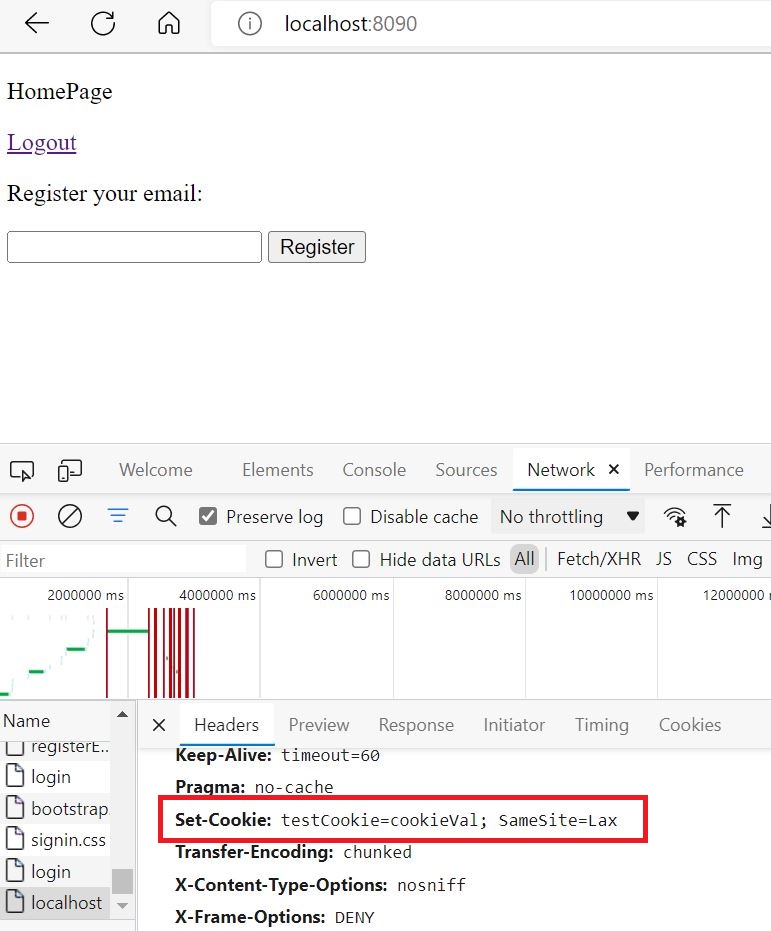 localhost:8090
HomePage
Logout
Register your email:
Register
Welcome Elements Console Sources Network Performance
Preserve log Disable cache No throttling
Filter Invert Hide data URLs All Fetch/XHR JS CSS Img
2000000 ms 4000000 ms 6000000 ms 8000000 ms 10000000 ms 12000000 m
Name Headers Preview Response Initiator Timing Cookies
registerE...
login
bootstrap.
signin.css
login
localhost
Keep-Alive: timeout=60
Pragma: no-cache
Set-Cookie: testCookie=cookieVal; SameSite=Lax
Transfer-Encoding: chunked
X-Content-Type-Options: nosniff
X-Frame-Options: DENY